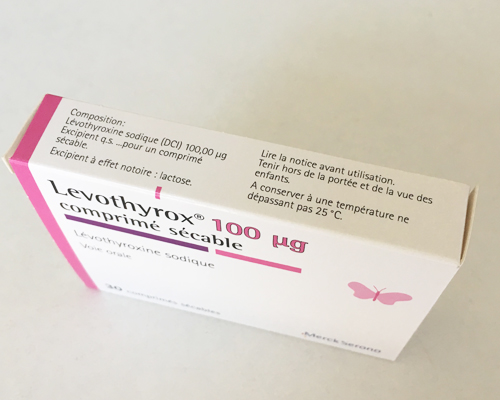 Composition:
Lévothyroxine sodique (DCI) 100,00 µg
Excipient q.s. ...pour un comprimé
sécable.
Excipient à effet notoire : lactose.
Lire la notice avant utilisation.
Tenir hors de la portée et de la vue des
enfants.
A conserver à une température ne
dépassant pas 25 °C.
Levothyrox® 100 µg
comprimé sécable
Lévothyroxine sodique
Voie orale
30 comprimés sécables
Merck Serono